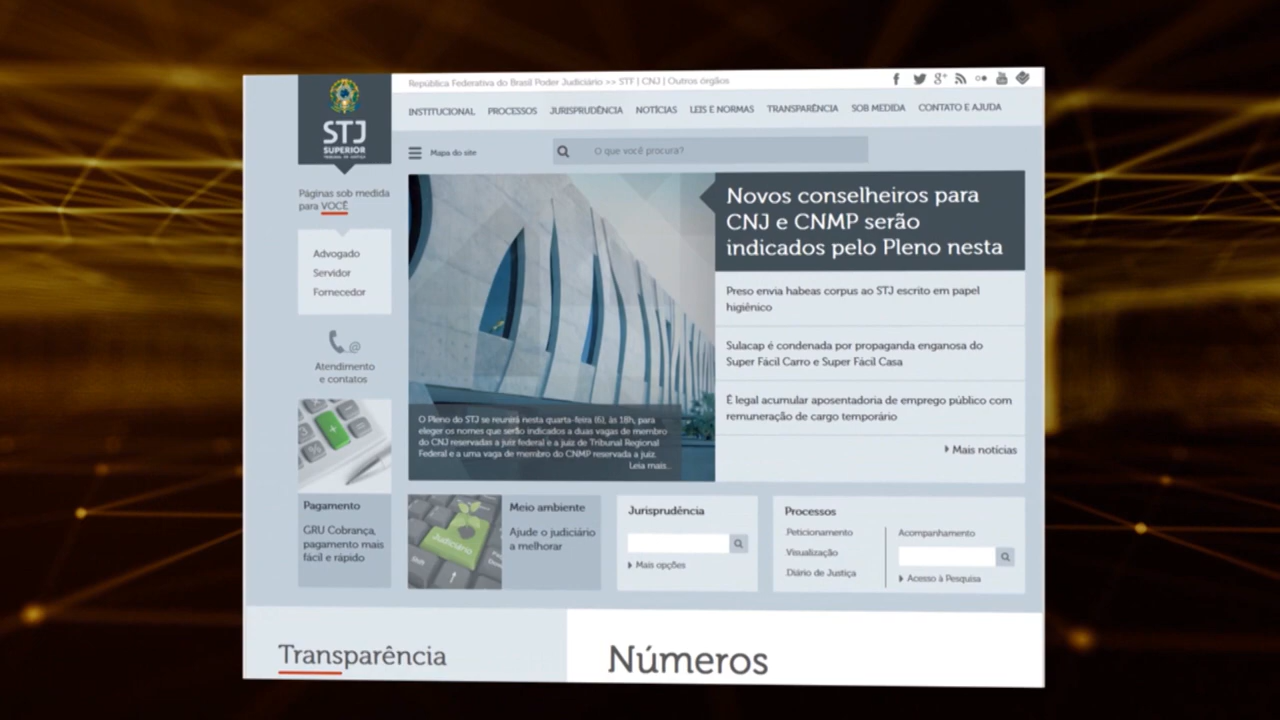 República Federativa do Brasil Poder Judiciário >> STF | CNJ | Outros órgãos
STJ
SUPERIOR
TRIBUNAL DE JUSTIÇA
INSTITUCIONAL PROCESSOS JURISPRUDÊNCIA NOTÍCIAS LEIS E NORMAS TRANSPARÊNCIA SOB MEDIDA CONTATO E AJUDA
Mapa do site
O que você procura?
Páginas sob medida
para VOCÊ
Advogado
Servidor
Fornecedor
Atendimento
e contatos
Pagamento
GRU Cobrança,
pagamento mais
fácil e rápido
Novos conselheiros para
CNJ e CNMP serão
indicados pelo Pleno nesta
Preso envia habeas corpus ao STJ escrito em papel
higiênico
Sulacap é condenada por propaganda enganosa do
Super Fácil Carro e Super Fácil Casa
É legal acumular aposentadoria de emprego público com
remuneração de cargo temporário
Mais notícias
O Pleno do STJ se reunirá nesta quarta-feira (6), às 18h, para
eleger os nomes que serão indicados a duas vagas de membro
do CNJ reservadas a juiz federal e a juiz de Tribunal Regional
Federal e a uma vaga de membro do CNMP reservada a juiz.
Leia mais...
Judiciário
Shift
Meio ambiente
Ajude o judiciário
a melhorar
Jurisprudência
Mais opções
Processos
Peticionamento
Visualização
Diário de Justiça
Acompanhamento
Acesso à Pesquisa
Transparência
Números